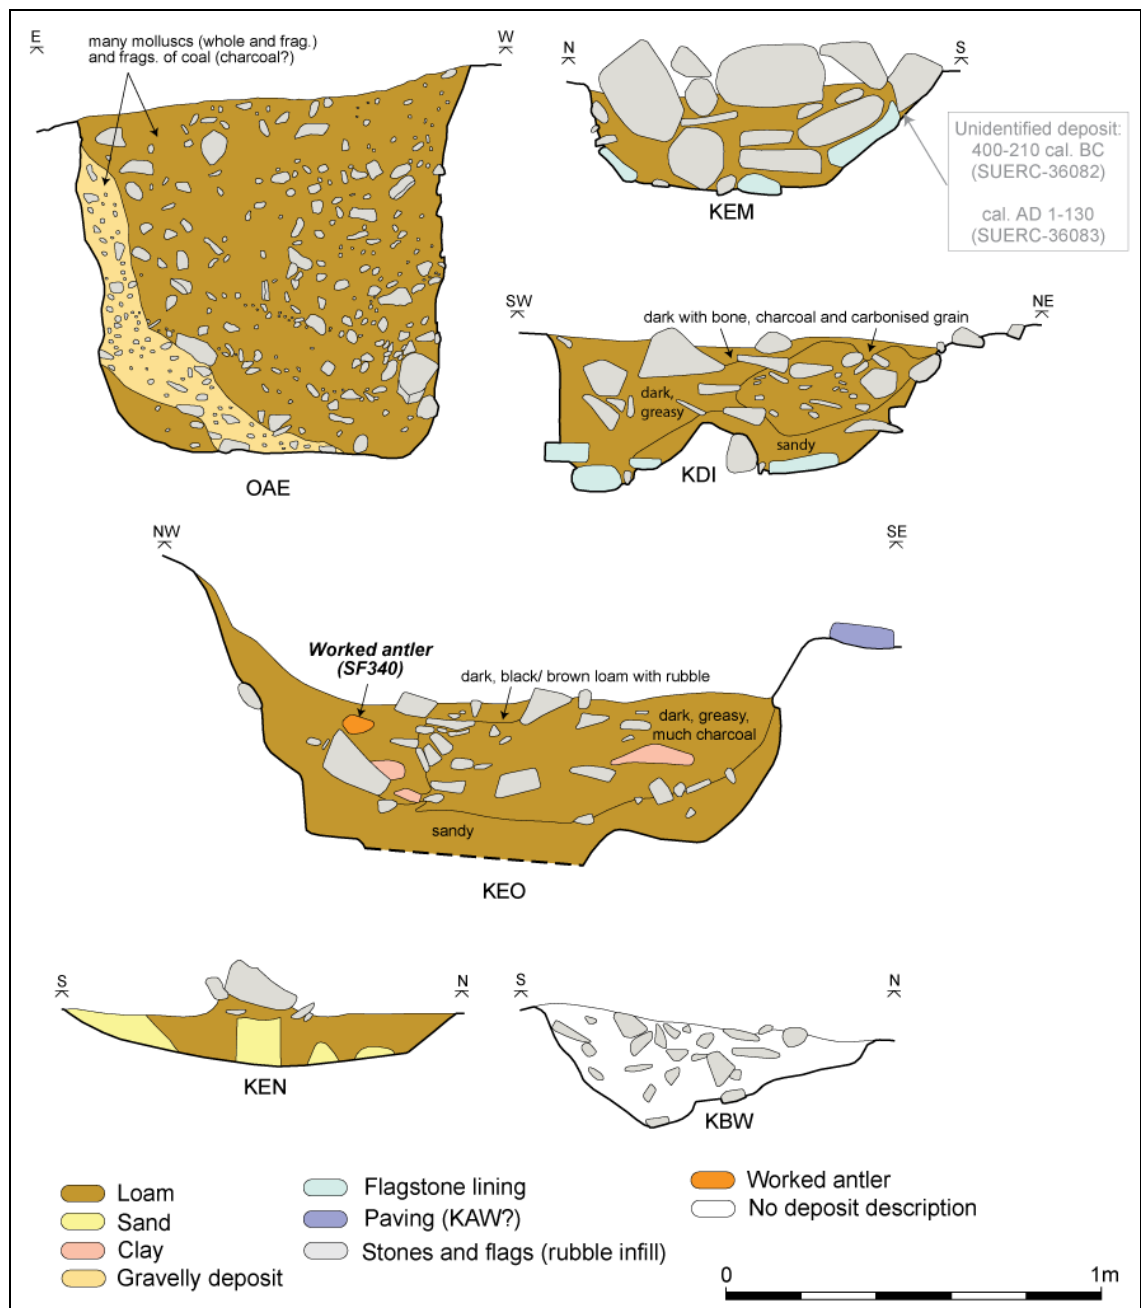 E
W
many molluscs (whole and frag.)
and frags. of coal (charcoal?)
OAE
N
S
KEM
Unidentified deposit:
400-210 cal. BC
(SUERC-36082)
cal. AD 1-130
(SUERC-36083)
SW
NE
dark with bone, charcoal and carbonised grain
dark,
greasy
sandy
KDI
NW
SE
Worked antler
(SF340)
dark, black/ brown loam with rubble
dark, greasy,
much charcoal
sandy
KEO
S
N
KEN
S
N
KBW
Loam
Sand
Clay
Gravelly deposit
Flagstone lining
Paving (KAW?)
Stones and flags (rubble infill)
Worked antler
No deposit description
0
1m